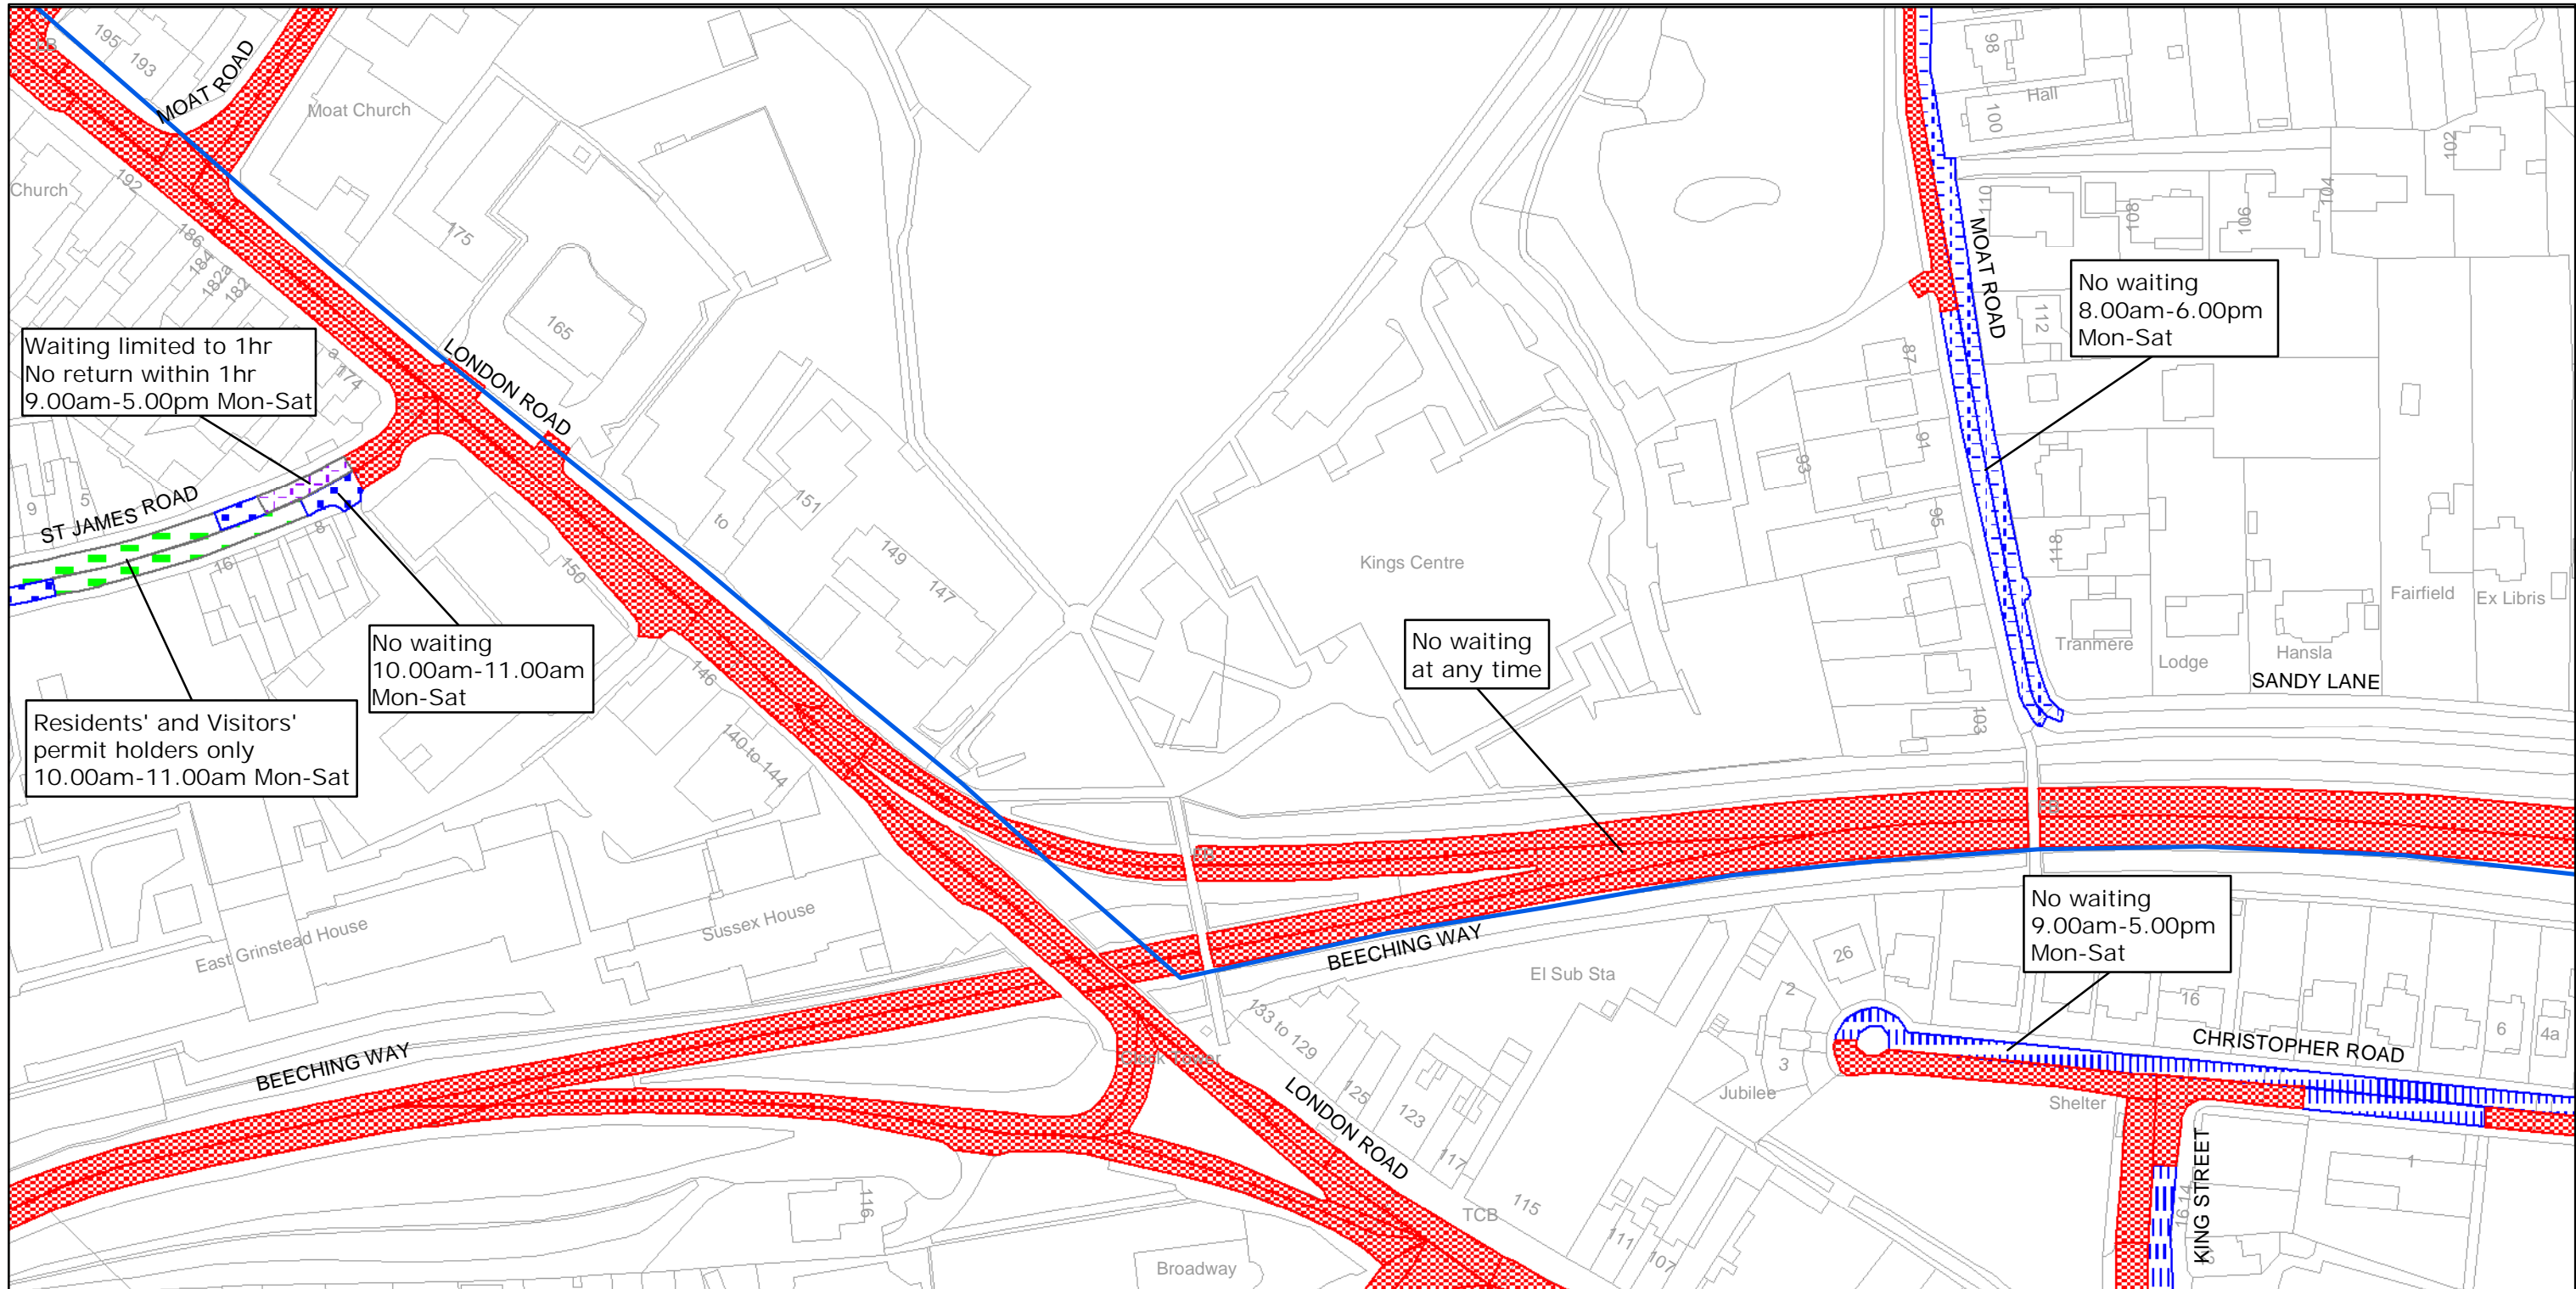 195
193
MOAT ROAD
Moat Church
Church
192
175
186
184
182a
182
165
LONDON ROAD
a
174
Waiting limited to 1hr
No return within 1hr
9.00am-5.00pm Mon-Sat
9
5
ST JAMES ROAD
8
16
150
151
to
149
147
No waiting
10.00am-11.00am
Mon-Sat
Residents' and Visitors'
permit holders only
10.00am-11.00am Mon-Sat
146
140 to 144
East Grinstead House
Sussex House
BEECHING WAY
116
Broadway
98
Hall
100
102
110
108
106
104
MOAT ROAD
112
No waiting
8.00am-6.00pm
Mon-Sat
87
91
93
95
118
Kings Centre
Fairfield
Ex Libris
Tranmere
Lodge
Hansla
SANDY LANE
103
No waiting
at any time
BEECHING WAY
El Sub Sta
26
2
3
Jubilee
No waiting
9.00am-5.00pm
Mon-Sat
16
6
4a
CHRISTOPHER ROAD
Shelter
133 to 129
LONDON ROAD
125
123
117
115
TCB
111
107
KING STREET
16
14
1